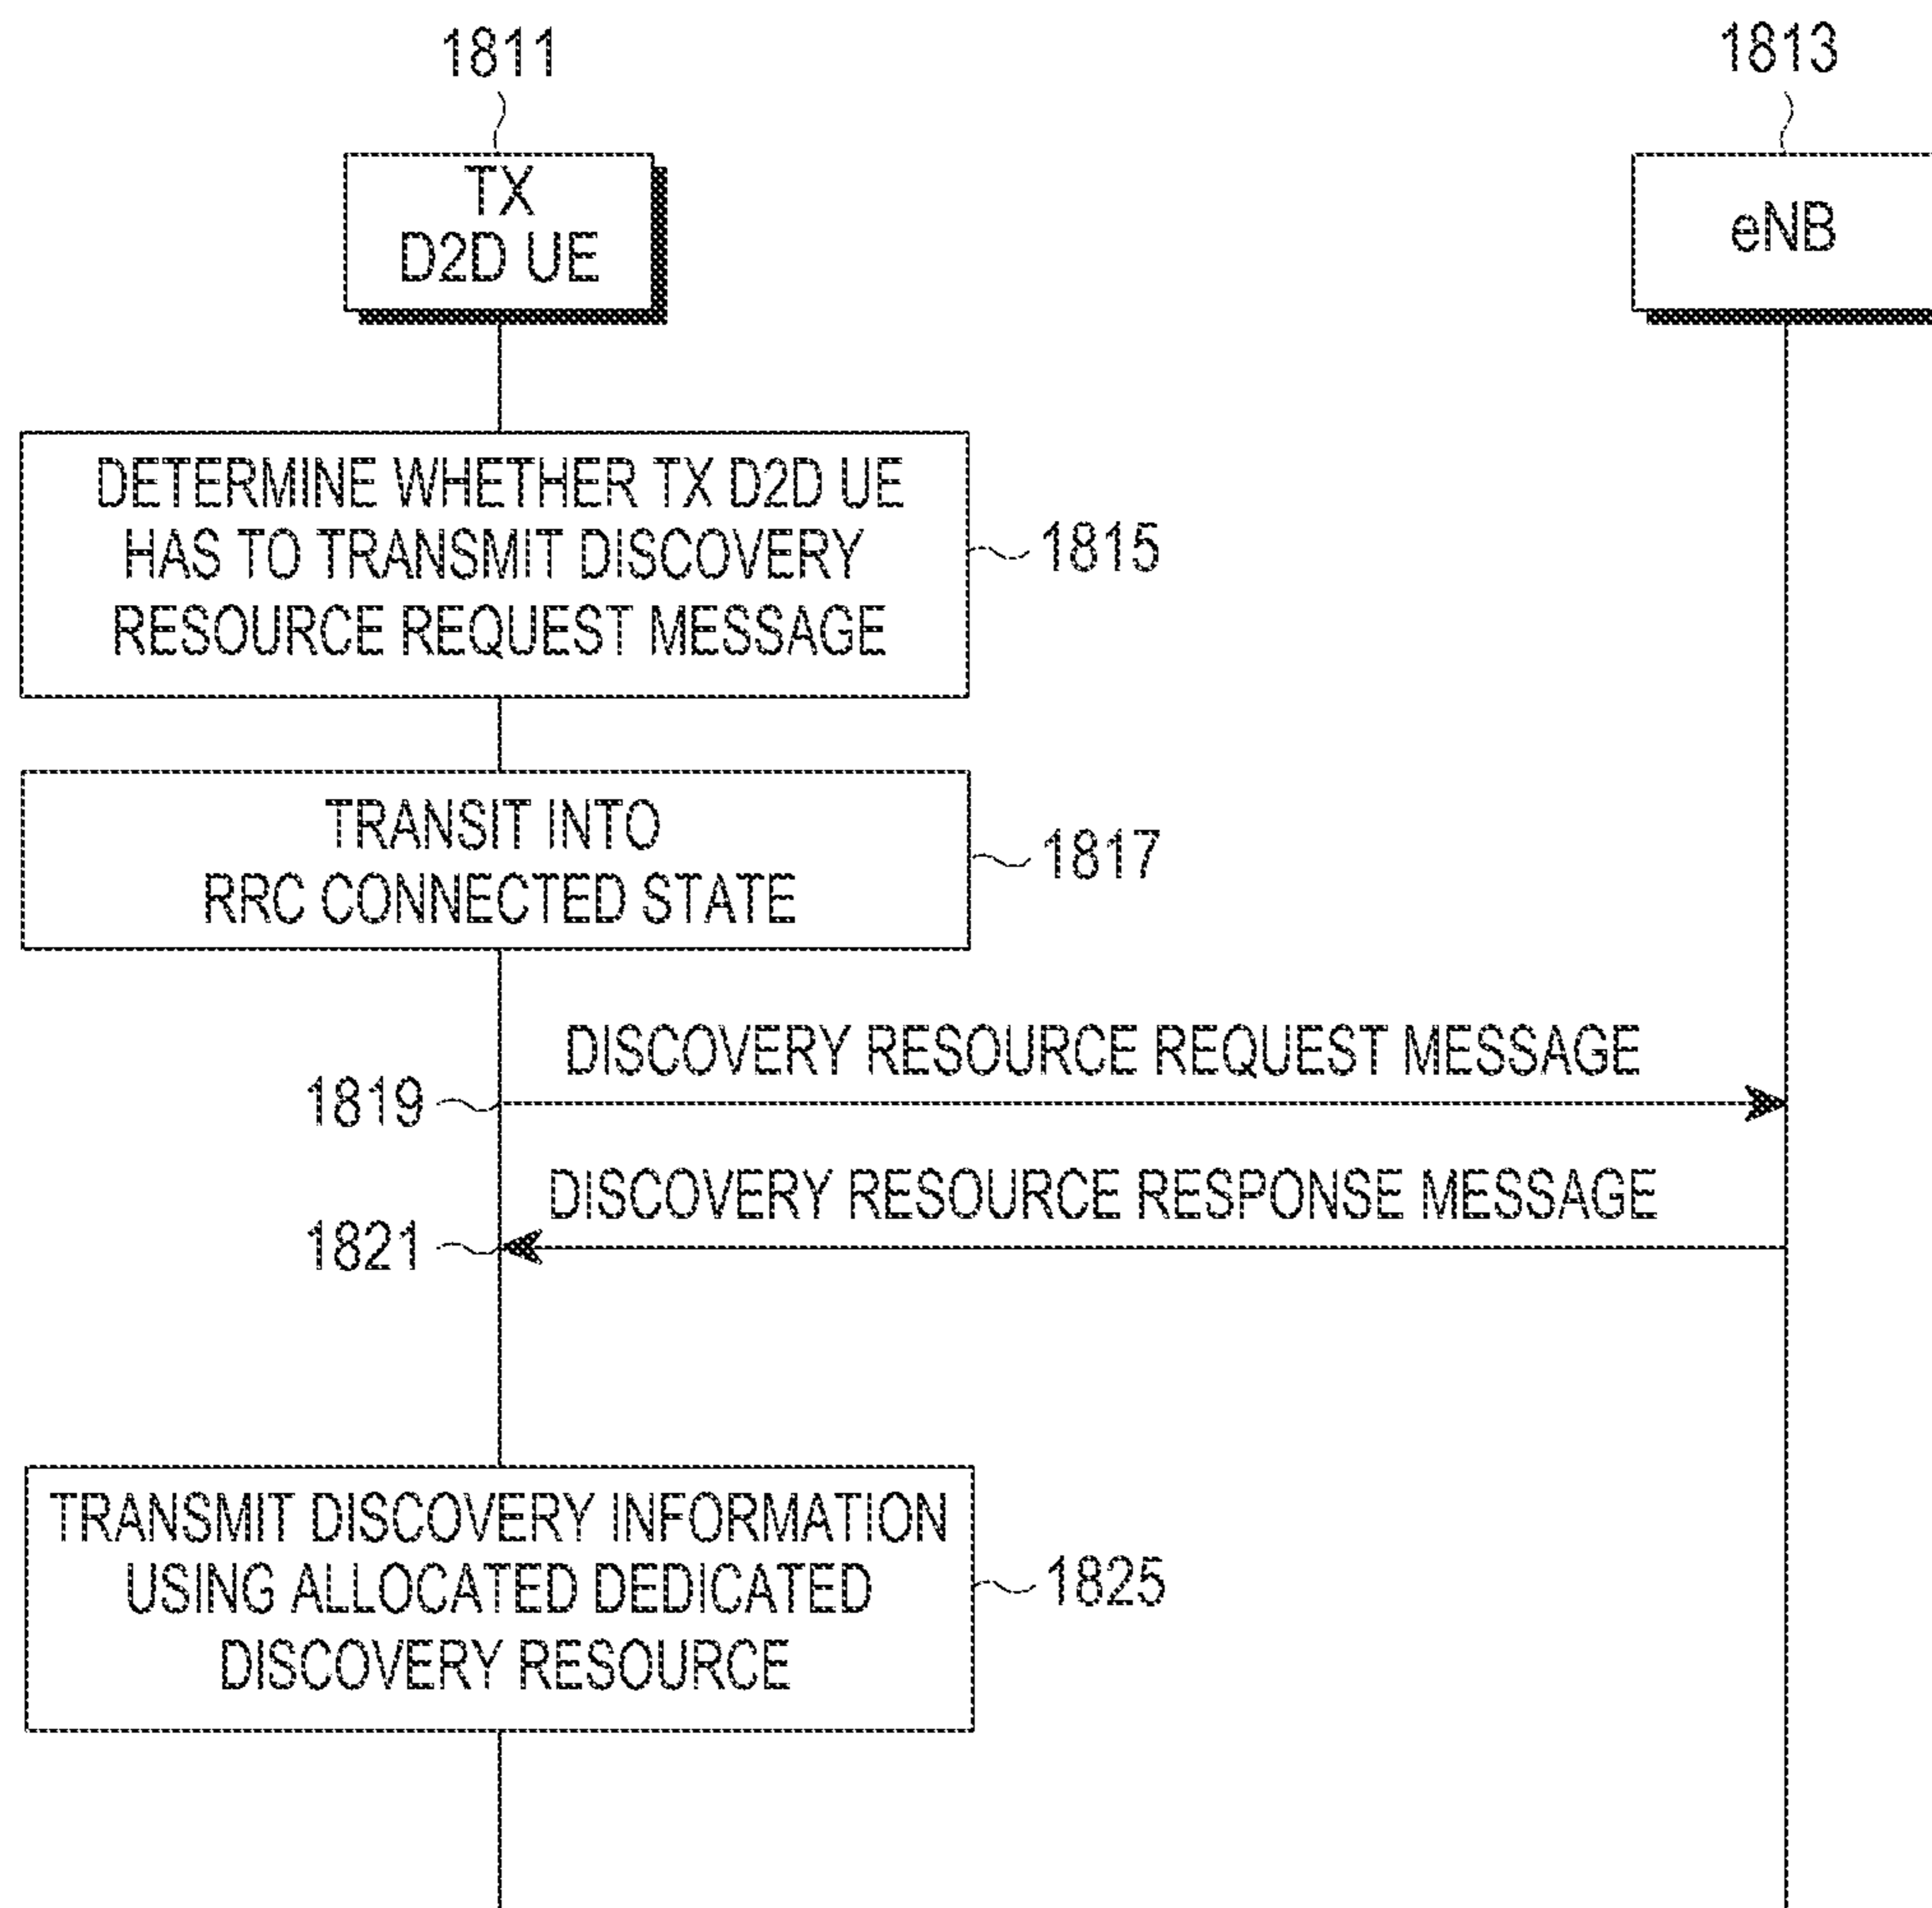 1811
1813
TX
D2D UE
eNB
DETERMINE WHETHER TX D2D UE
HAS TO TRANSMIT DISCOVERY
RESOURCE REQUEST MESSAGE
1815
TRANSIT INTO
RRC CONNECTED STATE
1817
DISCOVERY RESOURCE REQUEST MESSAGE
1819
DISCOVERY RESOURCE RESPONSE MESSAGE
1821
TRANSMIT DISCOVERY INFORMATION
USING ALLOCATED DEDICATED
DISCOVERY RESOURCE
1825